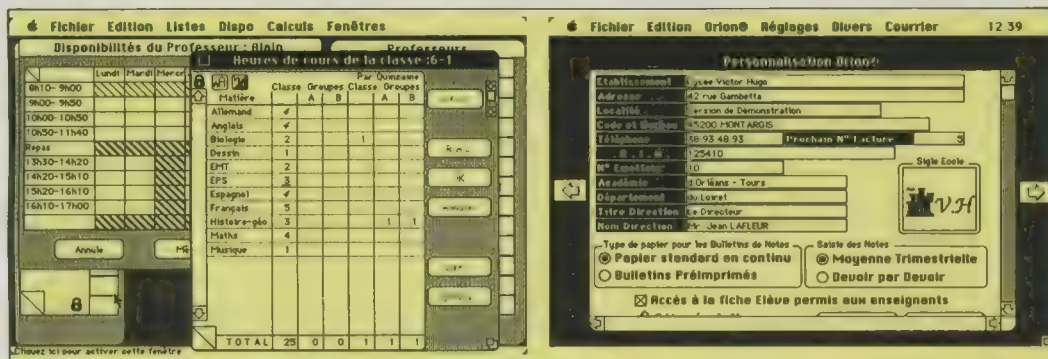 Fichier Edition Listes Dispo Calculs Fenêtres
Disponibilités du Professeur : Alain
Professeurs
Lundi Mardi
8h10- 9h00
9h00- 9h50
10h00- 10h50
10h50-11h40
Repas
13h30-14h20
14h20-15h10
15h20-16h10
16h10-17h00
Annule
Heures de cours de la classe :6-1
Par Quinzaine
Classe Groupes Classe Groupes
Matière A B A B
Allemand 4
Anglais 4
Biologie 2 1
Dessin 1
EMT 2
EPS 3
Espagnol 4
Français 5
Histoire-géo 3 1 1
Maths 4
Musique 1
TOTAL 25 0 0 1 1 1
Cliquez ici pour activer cette fenêtre
Fichier Edition Orion® Réglages Divers Courrier 12 39
Personnalisation Orion®
Etablissement Lycée Victor Hugo
Adresse 42 rue Gambetta
Localité Version de Démonstration
Code et Bureau 45200 MONTARGIS
Téléphone 38 93 48 93 Prochain N° Facture 5
125410
N° Emetteur 10
Académie d'Orléans - Tours
Département du Loiret
Titre Direction Le Directeur
Nom Direction Mr. Jean LAFLEUR
Sigle Ecole
V.H
Type de papier pour les Bulletins de Notes
Papier standard en continu
Bulletins Préimprimés
Saisie des Notes
Moyenne Trimestrielle
Devoir par Devoir
Accès à la fiche Elève permis aux enseignants